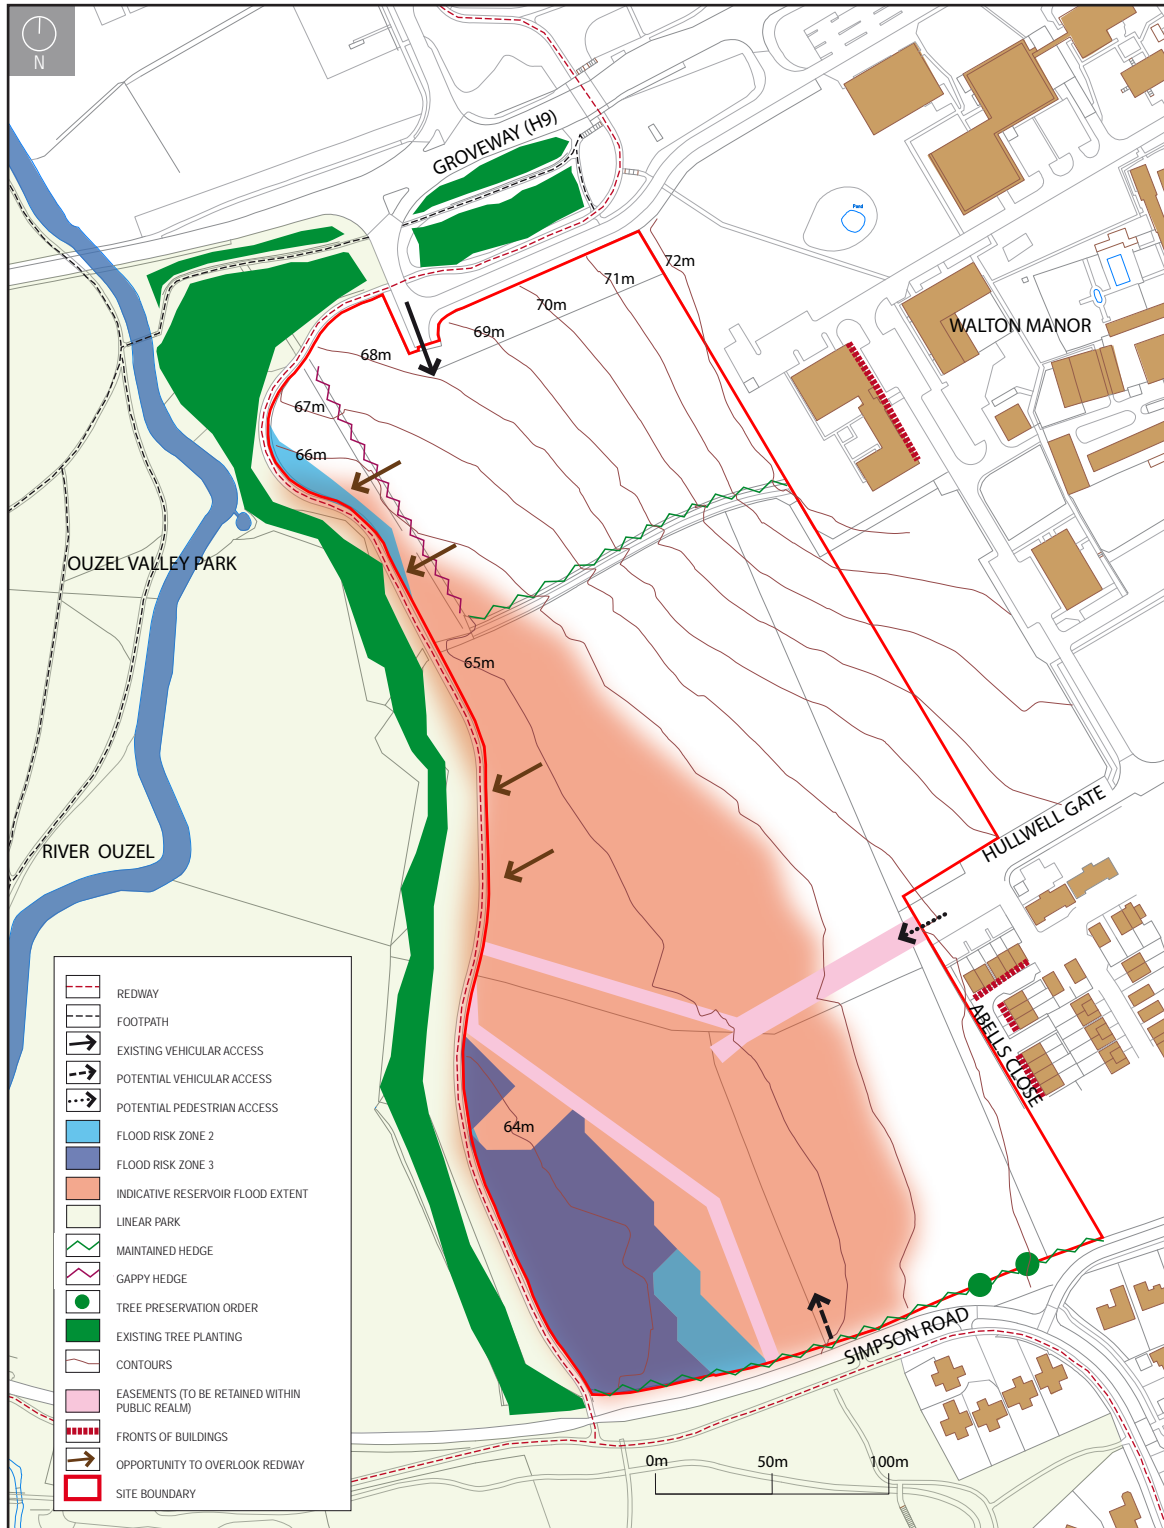 N
GROVEWAY (H9)
Pond
72m
71m
70m
69m
68m
67m
66m
WALTON MANOR
OUZEL VALLEY PARK
65m
HULLWELL GATE
RIVER OUZEL
ABELLS CLOSE
64m
SIMPSON ROAD
REDWAY
FOOTPATH
EXISTING VEHICULAR ACCESS
POTENTIAL VEHICULAR ACCESS
POTENTIAL PEDESTRIAN ACCESS
FLOOD RISK ZONE 2
FLOOD RISK ZONE 3
INDICATIVE RESERVOIR FLOOD EXTENT
LINEAR PARK
MAINTAINED HEDGE
GAPPY HEDGE
TREE PRESERVATION ORDER
EXISTING TREE PLANTING
CONTOURS
EASEMENTS (TO BE RETAINED WITHIN
PUBLIC REALM)
FRONTS OF BUILDINGS
OPPORTUNITY TO OVERLOOK REDWAY
SITE BOUNDARY
0m
50m
100m